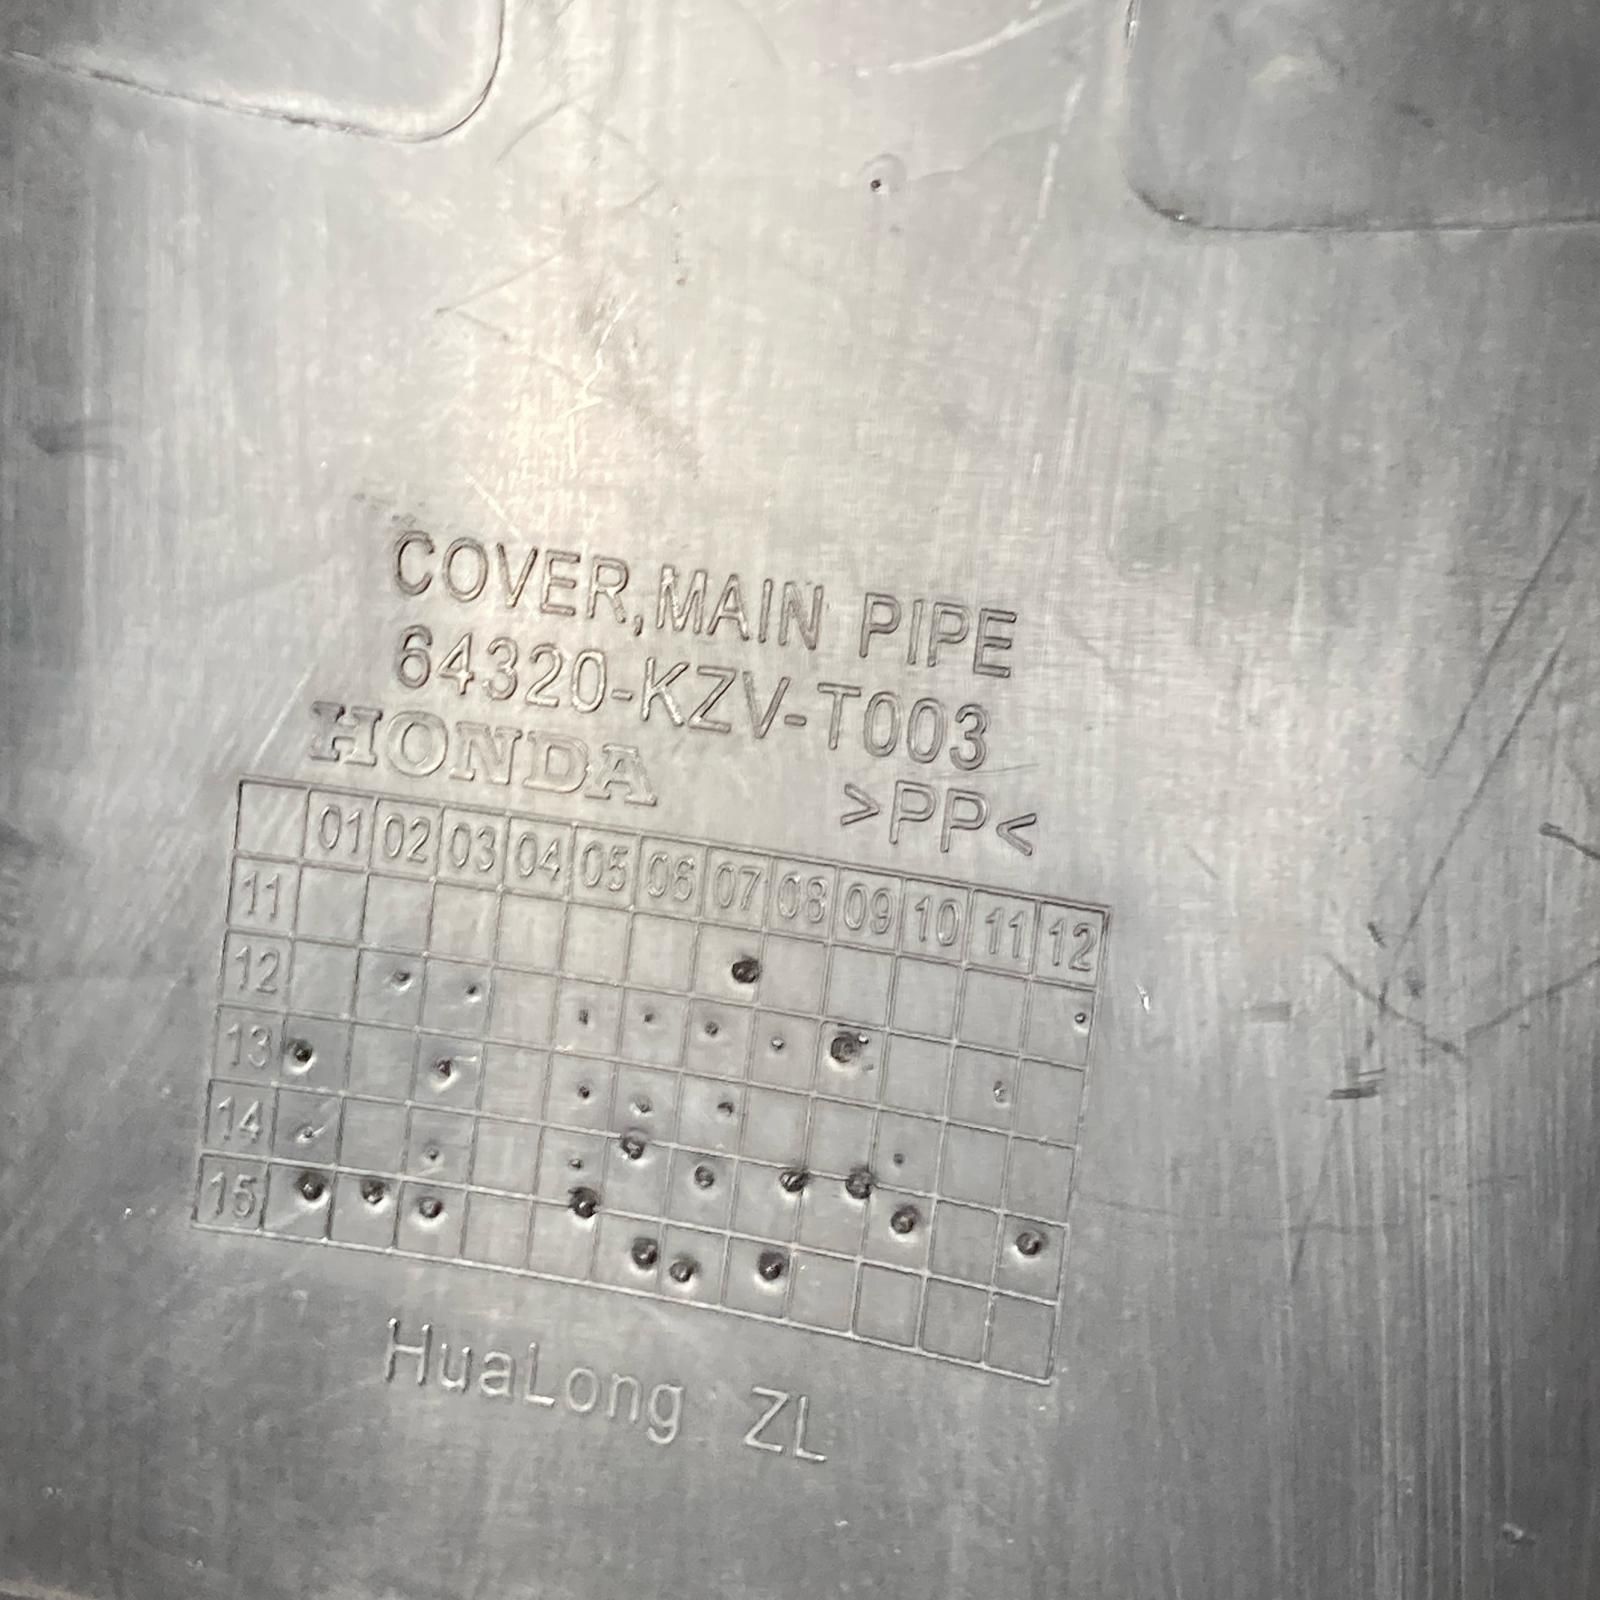 COVER,MAIN PIPE
64320-KZV-T003
HONDA >PP<
01 02 03 04 05 06 07 08 09 10 11 12
11
12
13
14
15
HuaLong ZL